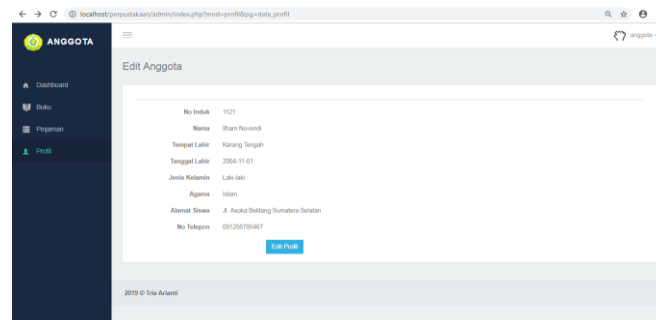 localhost/perpustakaan/admin/index.php?mod=profil&pg=data_profil
ANGGOTA
anggota
Edit Anggota
Dashboard
Buku
Pinjaman
Profil
No Induk 1121
Nama Ilham Novendi
Tempat Lahir Karang Tengah
Tanggal Lahir 2004-11-01
Jenis Kelamin Laki-laki
Agama Islam
Alamat Siswa Jl. Asoka Belitang Sumatera Selatan
No Telepon 081256785467
Edit Profil
2019 © Tria Arianti